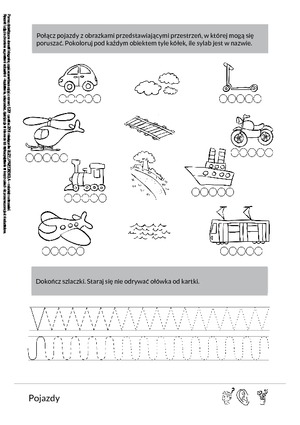 Połącz pojazdy z obrazkami przedstawiającymi przestrzeń, w której mogą się
poruszać. Pokoloruj pod każdym obiektem tyle kółek, ile sylab jest w nazwie.
Dokończ szlaczki. Staraj się nie odrywać ołówka od kartki.
Pojazdy